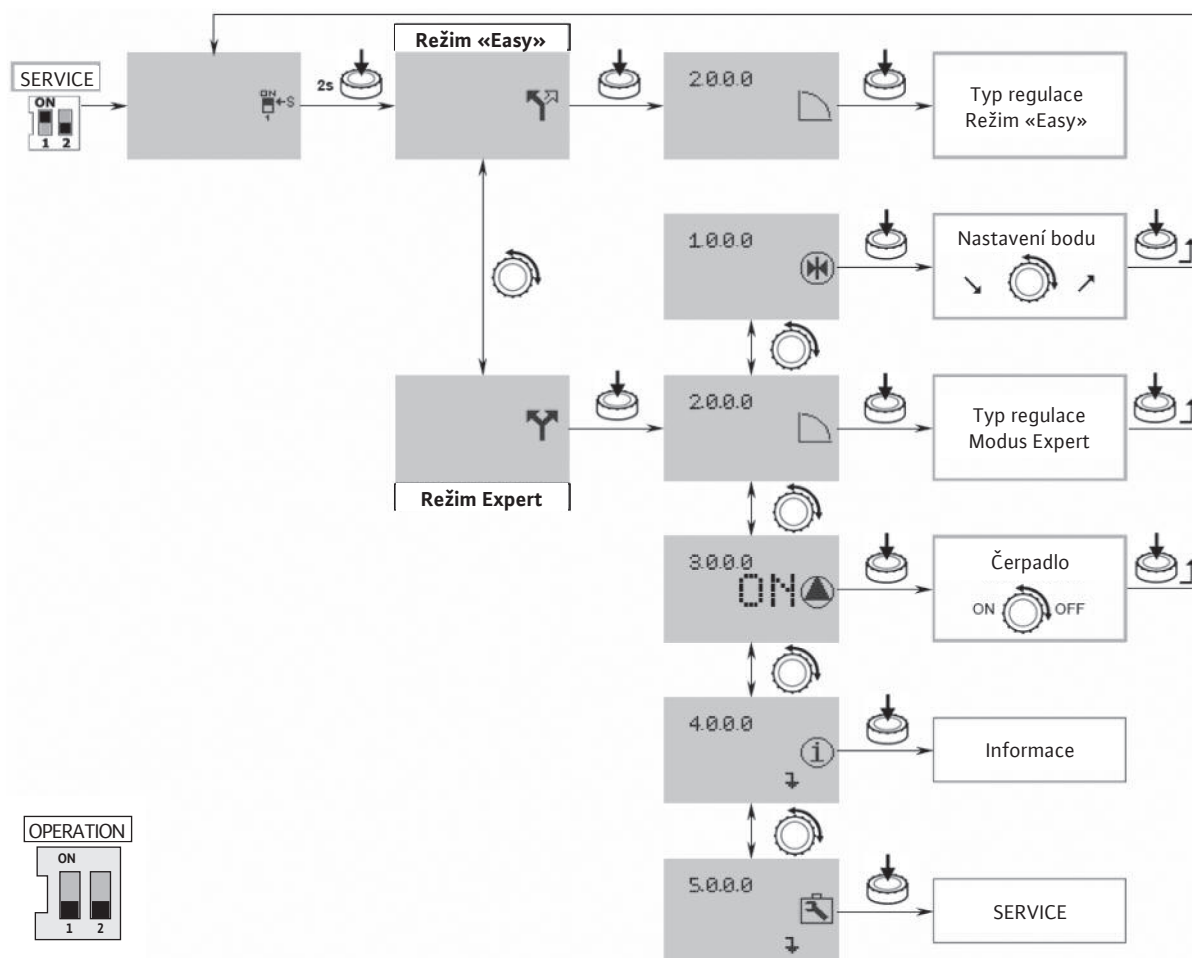 Režim «Easy»
SERVICE
ON
1 2
ON
←S
1
2s
2.0.0.0
Typ regulace
Režim «Easy»
1.0.0.0
Nastavení bodu
2.0.0.0
Typ regulace
Modus Expert
Režim Expert
3.0.0.0
ON
Čerpadlo
ON OFF
4.0.0.0
i
Informace
OPERATION
ON
1 2
5.0.0.0
SERVICE